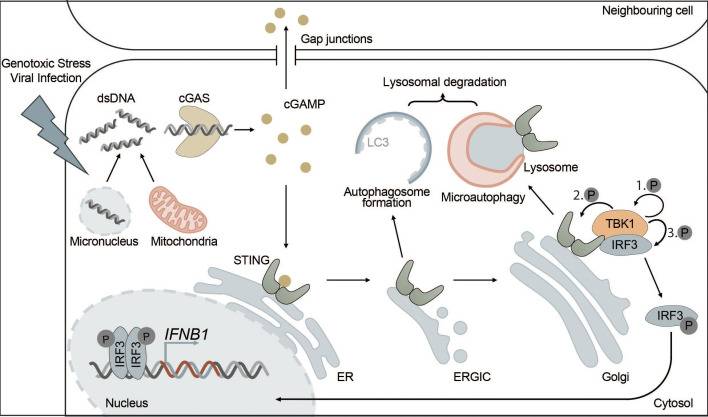 Neighbouring cell
Gap junctions
Genotoxic Stress
Viral Infection
dsDNA
cGAS
cGAMP
Lysosomal degradation
LC3
Lysosome
Autophagosome
formation
Microautophagy
Micronucleus
Mitochondria
1. P
2. P
TBK1
3. P
IRF3
STING
IRF3
P
P
P
IFNB1
IRF3
IRF3
ER
ERGIC
Golgi
Nucleus
Cytosol